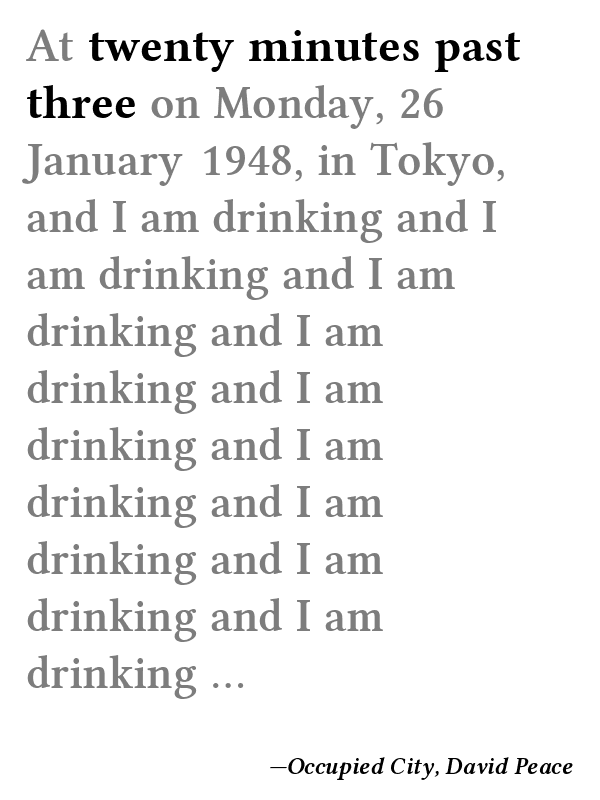 At twenty minutes past
three on Monday, 26
January 1948, in Tokyo,
and I am drinking and I
am drinking and I am
drinking and I am
drinking and I am
drinking and I am
drinking and I am
drinking and I am
drinking and I am
drinking ...
—Occupied City, David Peace